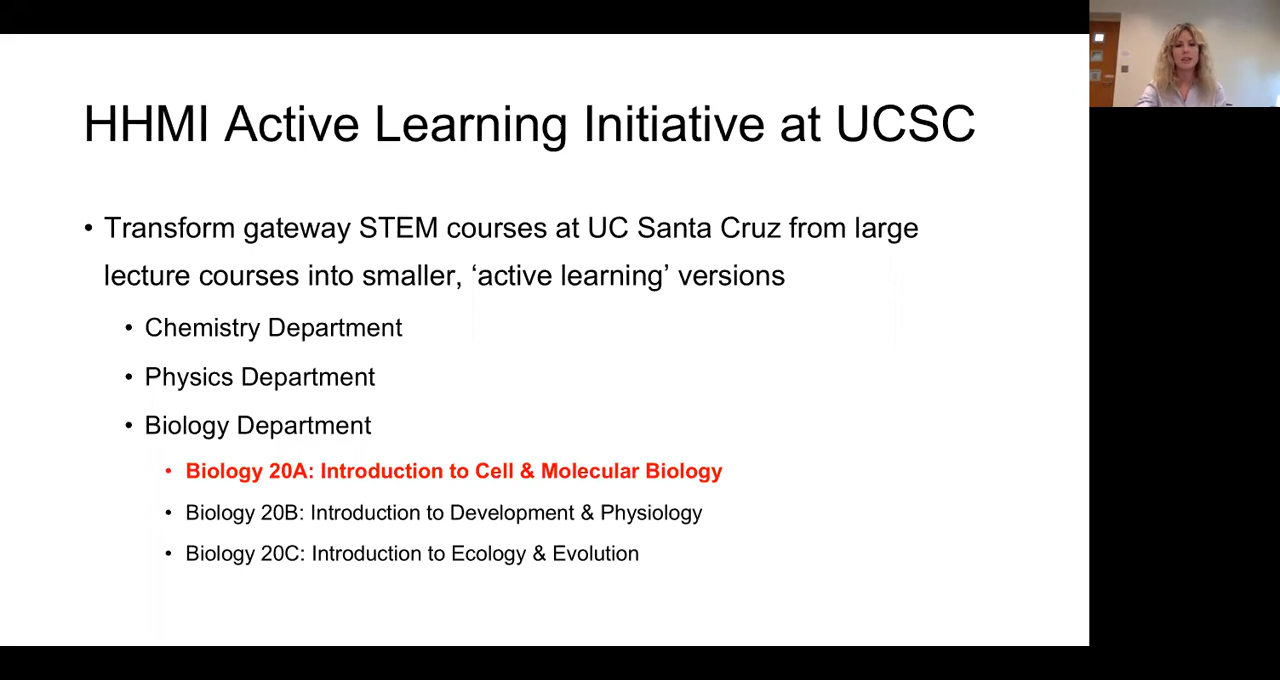 HHMI Active Learning Initiative at UCSC
• Transform gateway STEM courses at UC Santa Cruz from large
lecture courses into smaller, ‘active learning’ versions
• Chemistry Department
• Physics Department
• Biology Department
• Biology 20A: Introduction to Cell & Molecular Biology
• Biology 20B: Introduction to Development & Physiology
• Biology 20C: Introduction to Ecology & Evolution